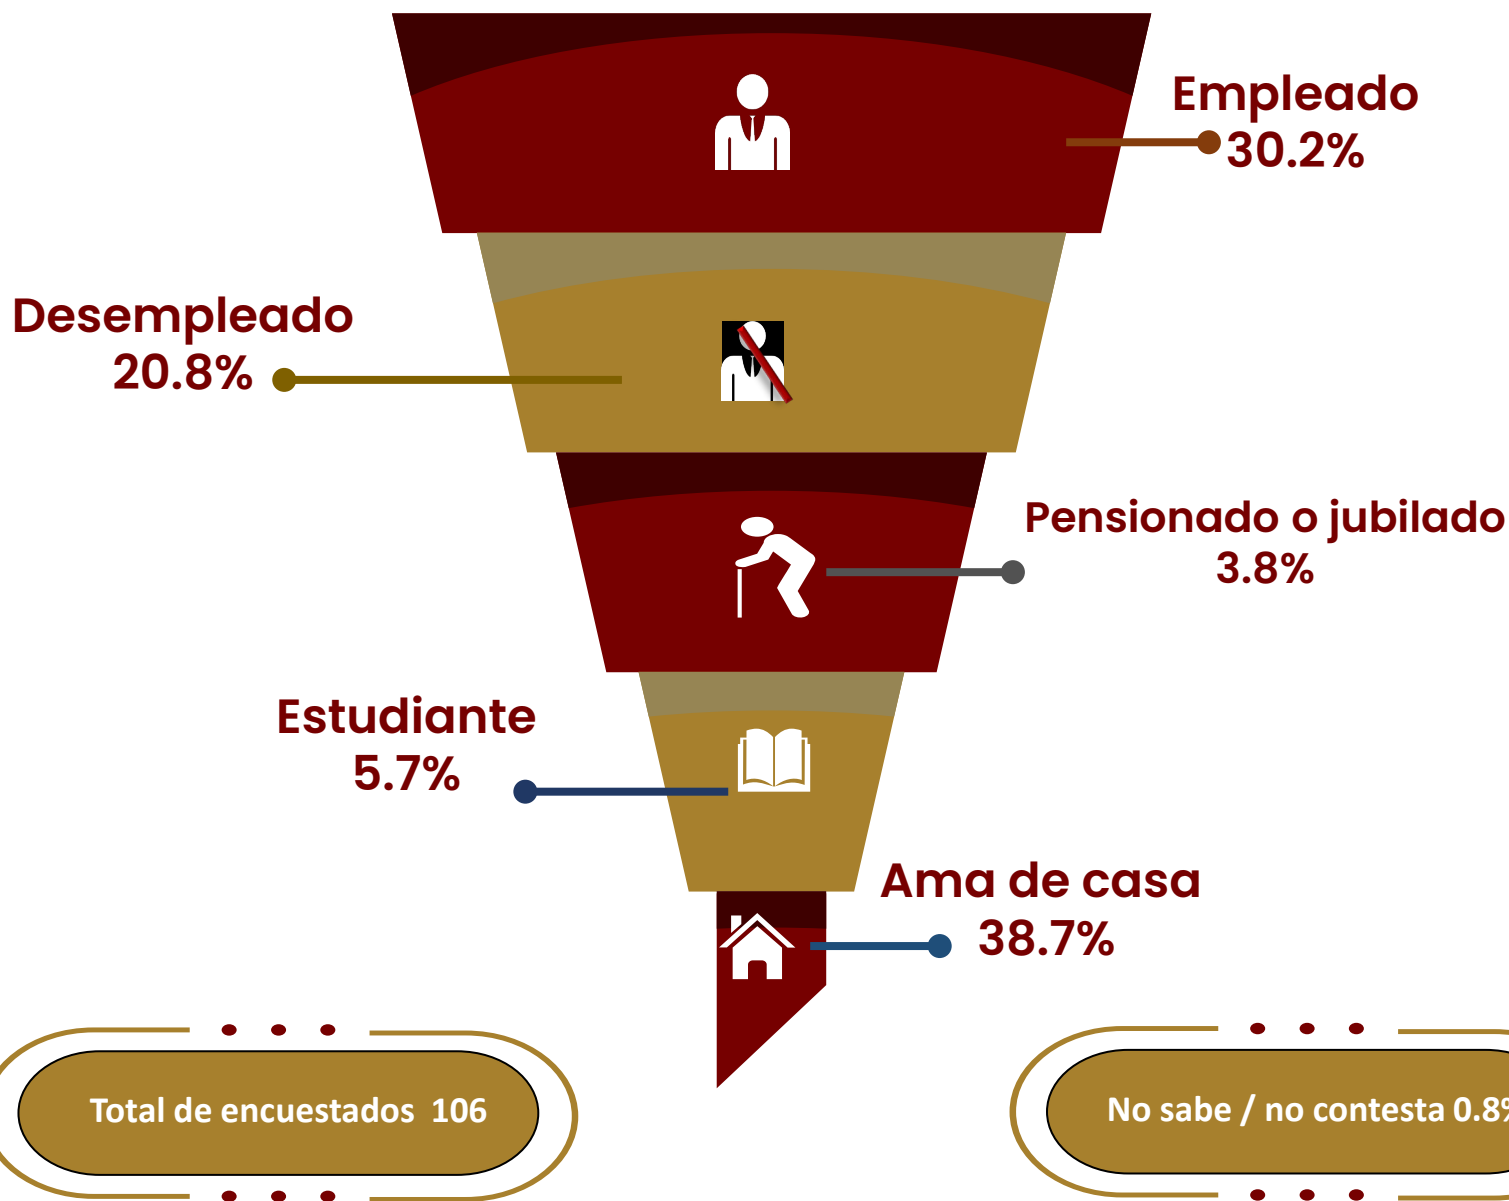 Empleado
30.2%
Desempleado
20.8%
Pensionado o jubilado
3.8%
Estudiante
5.7%
Ama de casa
38.7%
Total de encuestados 106
No sabe / no contesta 0.8%